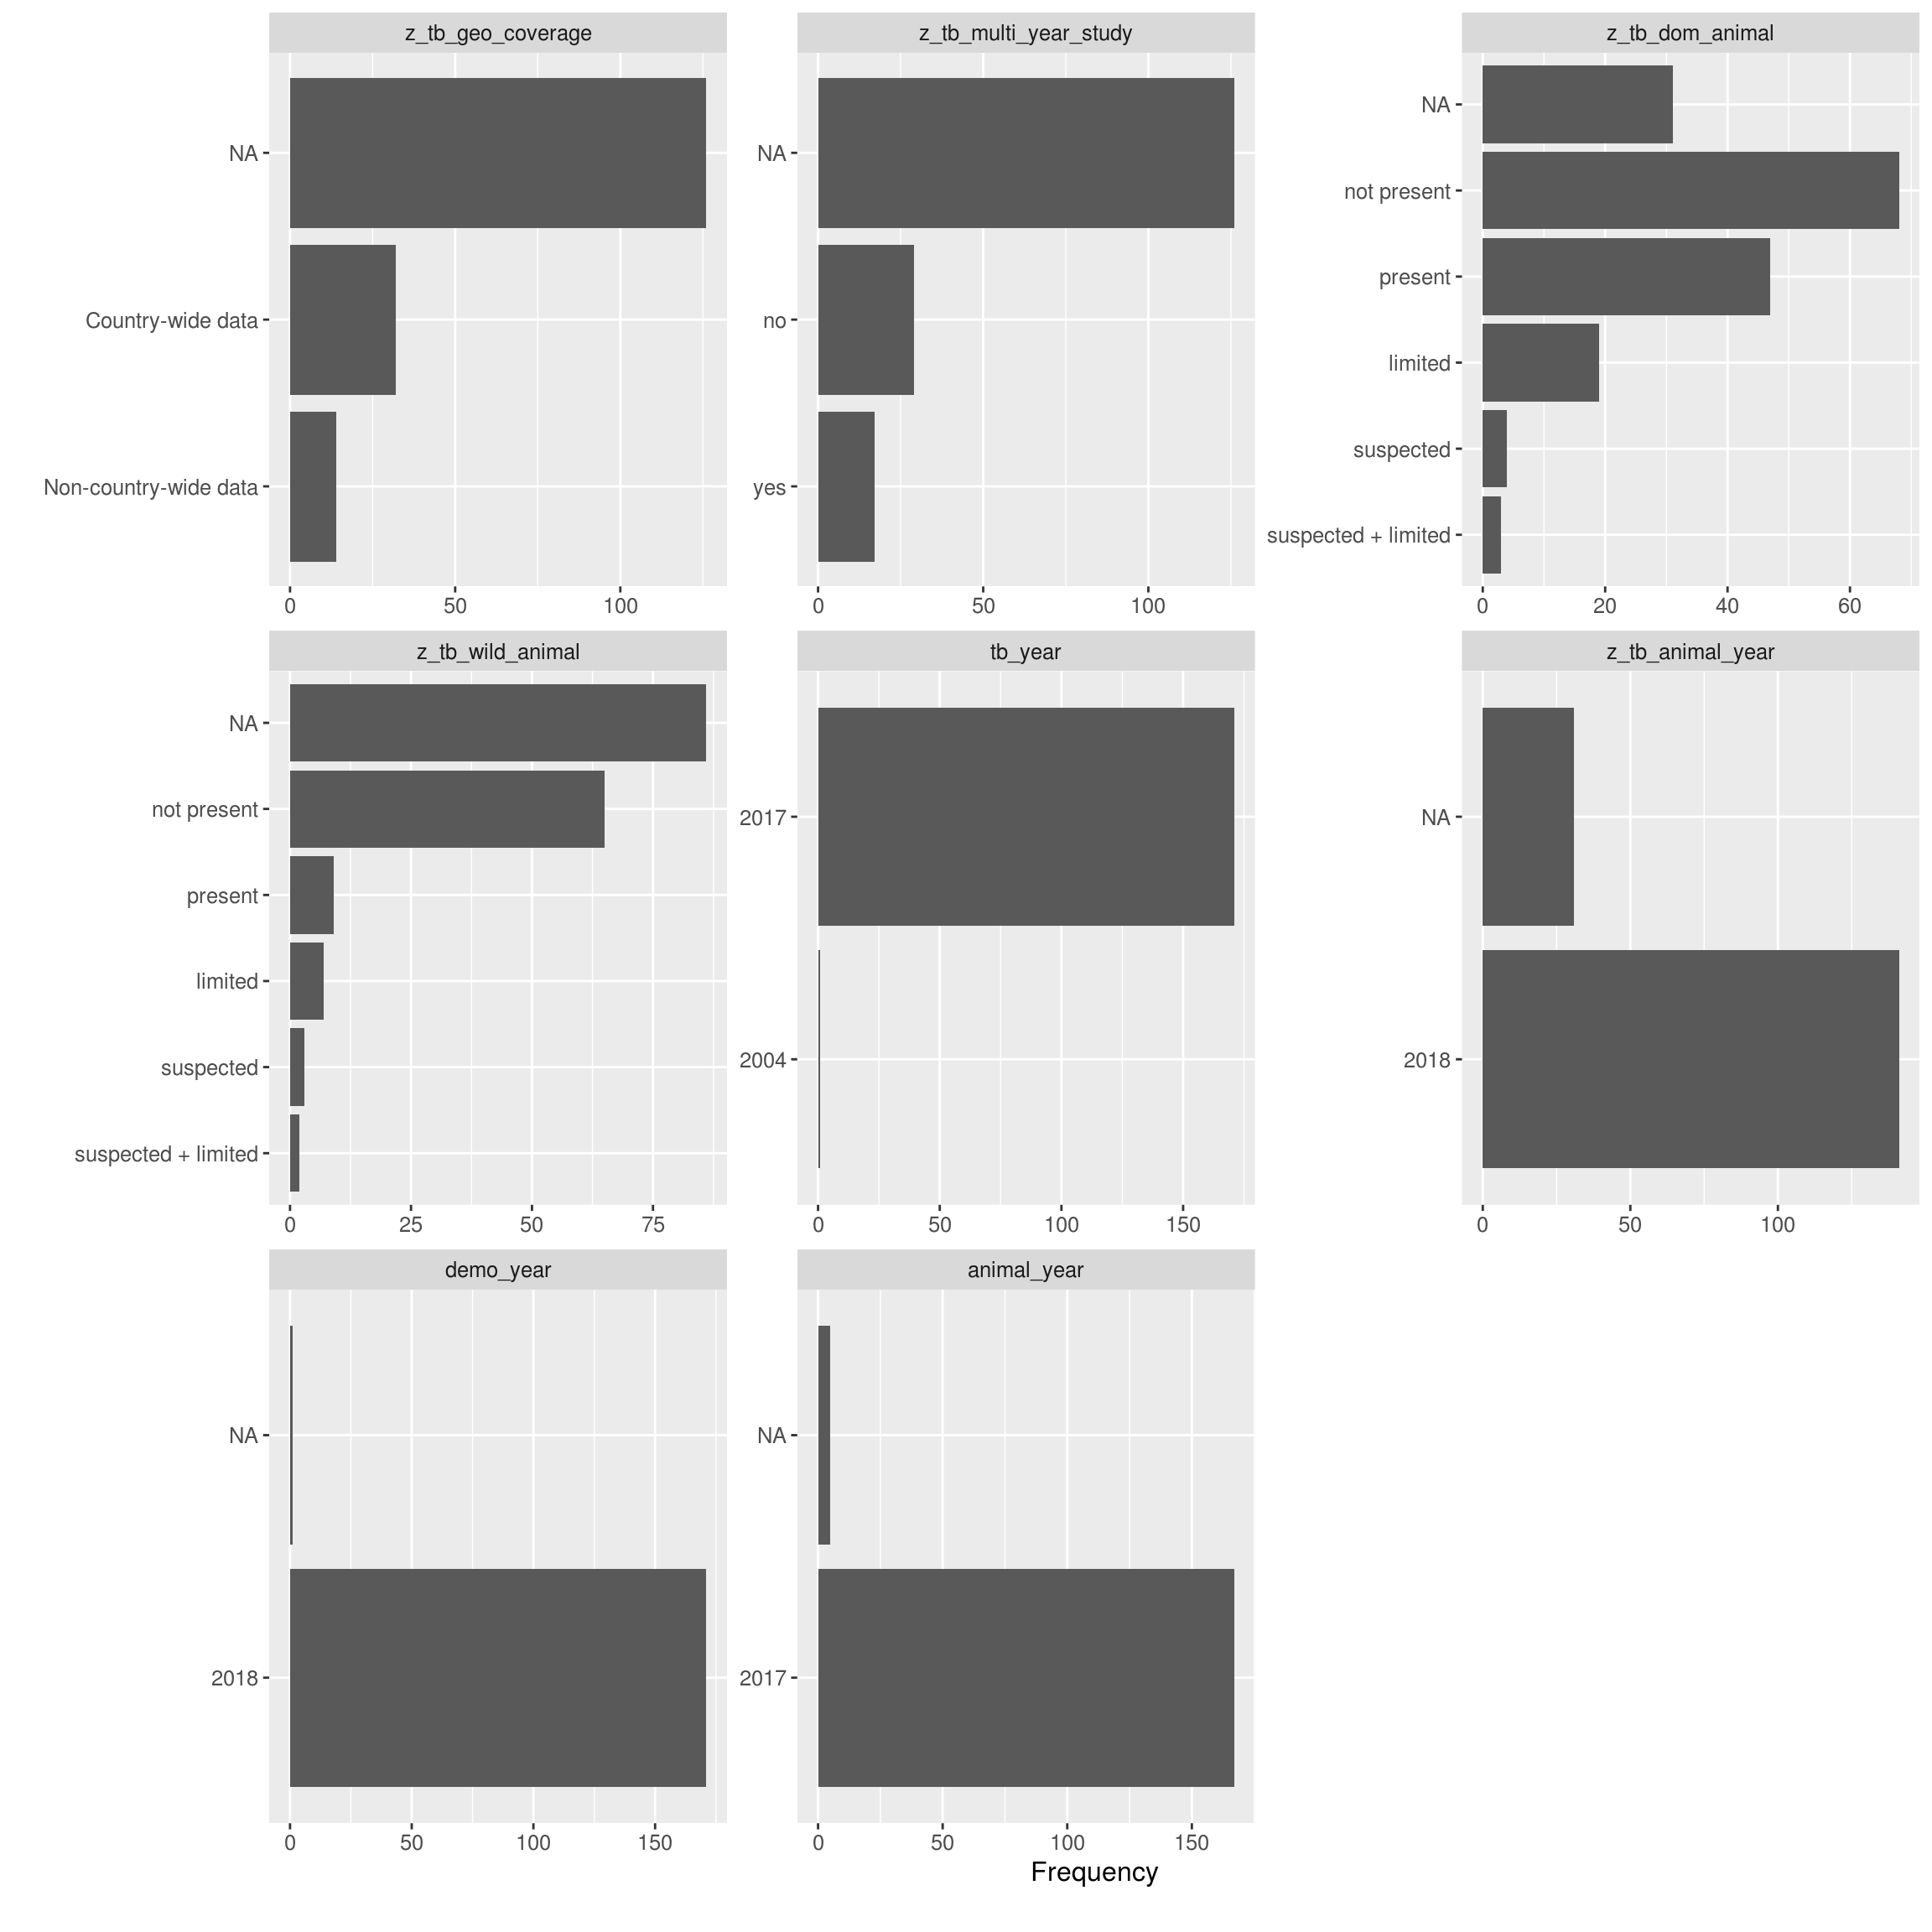 z_tb_geo_coverage
NA
Country-wide data
Non-country-wide data
0 50 100
z_tb_multi_year_study
NA
no
yes
0 50 100
z_tb_dom_animal
NA
not present
present
limited
suspected
suspected + limited
0 20 40 60
z_tb_wild_animal
NA
not present
present
limited
suspected
suspected + limited
0 25 50 75
tb_year
2017
2004
0 50 100 150
z_tb_animal_year
NA
2018
0 50 100
demo_year
NA
2018
0 50 100 150
animal_year
NA
2017
0 50 100 150
Frequency